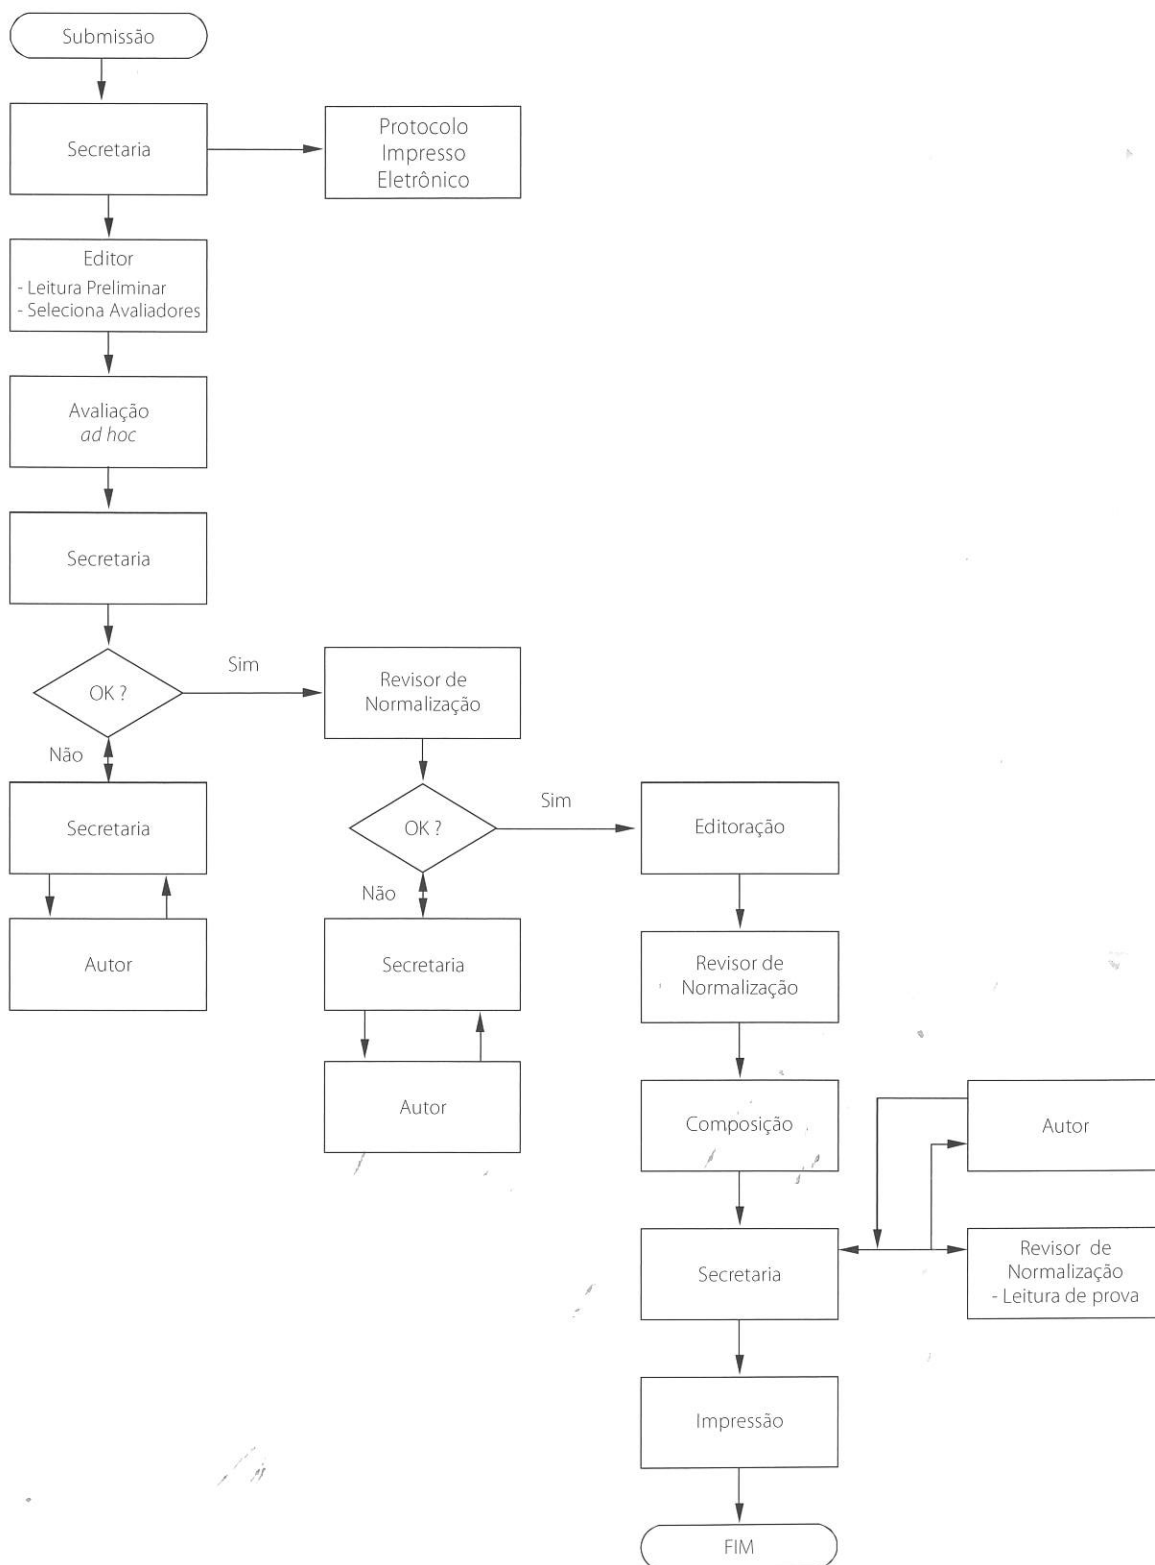 Submissão
Secretaria
Protocolo
Impresso
Eletrônico
Editor
- Leitura Preliminar
- Seleciona Avaliadores
Avaliação
ad hoc
Secretaria
OK ?
Sim
Revisor de
Normalização
Não
Secretaria
Autor
OK ?
Sim
Editoração
Não
Secretaria
Autor
Revisor de
Normalização
Composição
Autor
Secretaria
Revisor de
Normalização
- Leitura de prova
Impressão
FIM